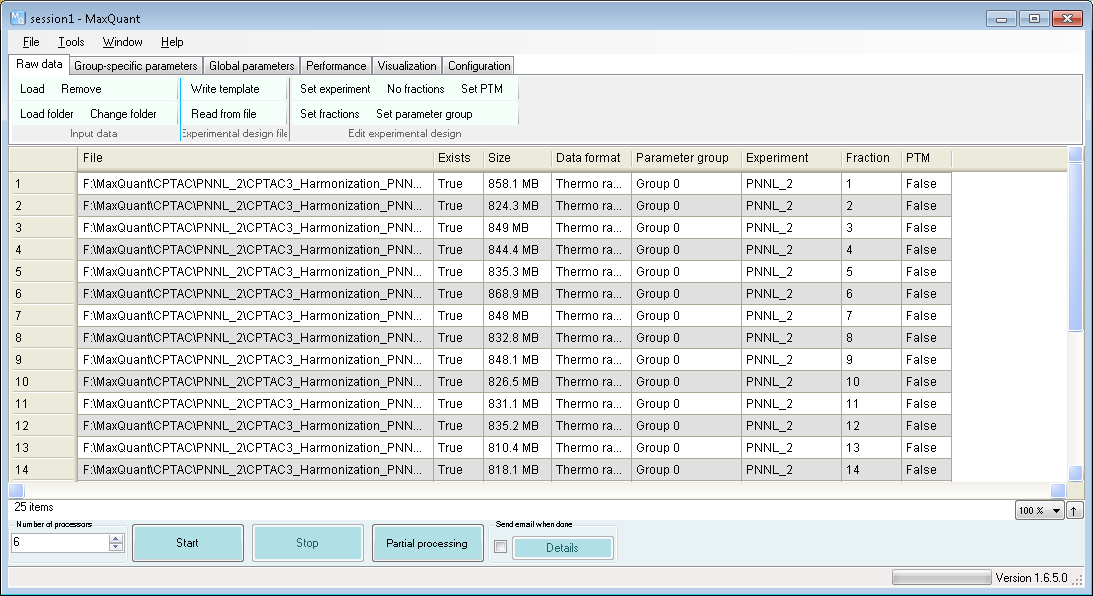 session1 - MaxQuant
File Tools Window Help
Raw data Group-specific parameters Global parameters Performance Visualization Configuration
Load Remove Write template Set experiment No fractions Set PTM
Load folder Change folder Read from file Set fractions Set parameter group
Input data Experimental design file Edit experimental design
File Exists Size Data format Parameter group Experiment Fraction PTM
1 F:\MaxQuant\CPTAC\PNNL_2\CPTAC3_Harmonization_PNN... True 858.1 MB Thermo ra... Group 0 PNNL_2 1 False
2 F:\MaxQuant\CPTAC\PNNL_2\CPTAC3_Harmonization_PNN... True 824.3 MB Thermo ra... Group 0 PNNL_2 2 False
3 F:\MaxQuant\CPTAC\PNNL_2\CPTAC3_Harmonization_PNN... True 849 MB Thermo ra... Group 0 PNNL_2 3 False
4 F:\MaxQuant\CPTAC\PNNL_2\CPTAC3_Harmonization_PNN... True 844.4 MB Thermo ra... Group 0 PNNL_2 4 False
5 F:\MaxQuant\CPTAC\PNNL_2\CPTAC3_Harmonization_PNN... True 835.3 MB Thermo ra... Group 0 PNNL_2 5 False
6 F:\MaxQuant\CPTAC\PNNL_2\CPTAC3_Harmonization_PNN... True 868.9 MB Thermo ra... Group 0 PNNL_2 6 False
7 F:\MaxQuant\CPTAC\PNNL_2\CPTAC3_Harmonization_PNN... True 848 MB Thermo ra... Group 0 PNNL_2 7 False
8 F:\MaxQuant\CPTAC\PNNL_2\CPTAC3_Harmonization_PNN... True 832.8 MB Thermo ra... Group 0 PNNL_2 8 False
9 F:\MaxQuant\CPTAC\PNNL_2\CPTAC3_Harmonization_PNN... True 848.1 MB Thermo ra... Group 0 PNNL_2 9 False
10 F:\MaxQuant\CPTAC\PNNL_2\CPTAC3_Harmonization_PNN... True 826.5 MB Thermo ra... Group 0 PNNL_2 10 False
11 F:\MaxQuant\CPTAC\PNNL_2\CPTAC3_Harmonization_PNN... True 831.1 MB Thermo ra... Group 0 PNNL_2 11 False
12 F:\MaxQuant\CPTAC\PNNL_2\CPTAC3_Harmonization_PNN... True 835.2 MB Thermo ra... Group 0 PNNL_2 12 False
13 F:\MaxQuant\CPTAC\PNNL_2\CPTAC3_Harmonization_PNN... True 810.4 MB Thermo ra... Group 0 PNNL_2 13 False
14 F:\MaxQuant\CPTAC\PNNL_2\CPTAC3_Harmonization_PNN... True 818.1 MB Thermo ra... Group 0 PNNL_2 14 False
25 items
100 %
Number of processors
Send email when done
6 Start Stop Partial processing Details
Version 1.6.5.0